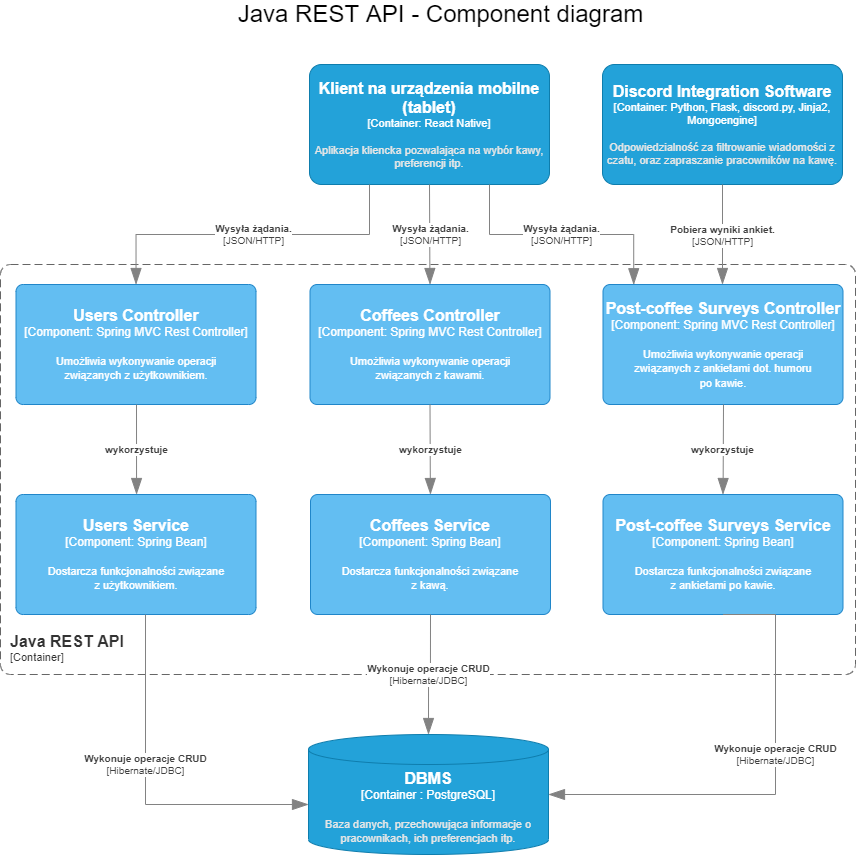 Java REST API - Component diagram
Klient na urządzenia mobilne
(tablet)
[Container: React Native]
Aplikacja kliencka pozwalająca na wybór kawy,
preferencji itp.
Discord Integration Software
[Container: Python, Flask, discord.py, Jinja2,
Mongoengine]
Odpowiedzialność za filtrowanie wiadomości z
czatu, oraz zapraszanie pracowników na kawę.
Wysyła żądania.
[JSON/HTTP]
Wysyła żądania.
[JSON/HTTP]
Wysyła żądania.
[JSON/HTTP]
Pobiera wyniki ankiet.
[JSON/HTTP]
Users Controller
[Component: Spring MVC Rest Controller]
Umożliwia wykonywanie operacji
związanych z użytkownikiem.
Coffees Controller
[Component: Spring MVC Rest Controller]
Umożliwia wykonywanie operacji
związanych z kawami.
Post-coffee Surveys Controller
[Component: Spring MVC Rest Controller]
Umożliwia wykonywanie operacji
związanych z ankietami dot. humoru
po kawie.
wykorzystuje
wykorzystuje
wykorzystuje
Users Service
[Component: Spring Bean]
Dostarcza funkcjonalności związane
z użytkownikiem.
Coffees Service
[Component: Spring Bean]
Dostarcza funkcjonalności związane
z kawą.
Post-coffee Surveys Service
[Component: Spring Bean]
Dostarcza funkcjonalności związane
z ankietami po kawie.
Java REST API
[Container]
Wykonuje operacje CRUD
[Hibernate/JDBC]
Wykonuje operacje CRUD
[Hibernate/JDBC]
Wykonuje operacje CRUD
[Hibernate/JDBC]
DBMS
[Container : PostgreSQL]
Baza danych, przechowująca informacje o
pracownikach, ich preferencjach itp.